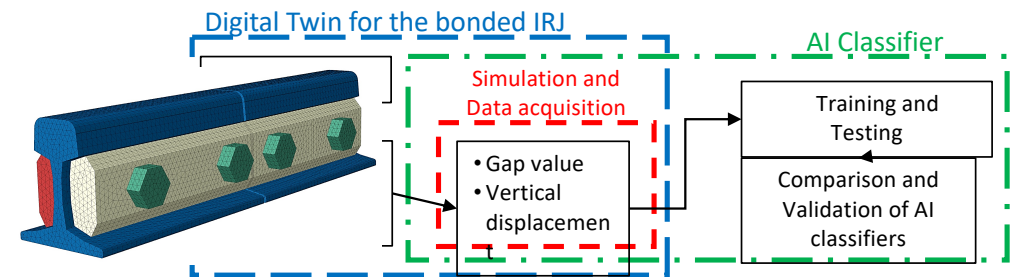 Digital Twin for the bonded IRJ
AI Classifier
Simulation and
Data acquisition
• Gap value
• Vertical
displacemen
t
Training and
Testing
Comparison and
Validation of AI
classifiers